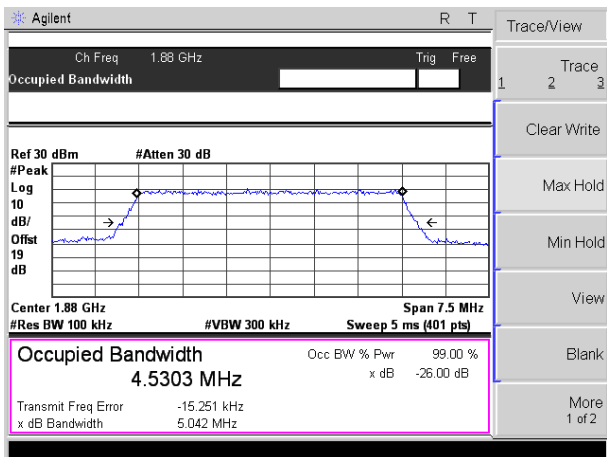 Agilent
R T
Trace/View
Ch Freq 1.88 GHz Trig Free
Occupied Bandwidth
Trace
1 2 3
Clear Write
Max Hold
Min Hold
View
Blank
More
1 of 2
Ref 30 dBm #Atten 30 dB
#Peak
Log
10
dB/
Offst
19
dB
Center 1.88 GHz Span 7.5 MHz
#Res BW 100 kHz #VBW 300 kHz Sweep 5 ms (401 pts)
Occupied Bandwidth Occ BW % Pwr 99.00 %
4.5303 MHz x dB -26.00 dB
Transmit Freq Error -15.251 kHz
x dB Bandwidth 5.042 MHz